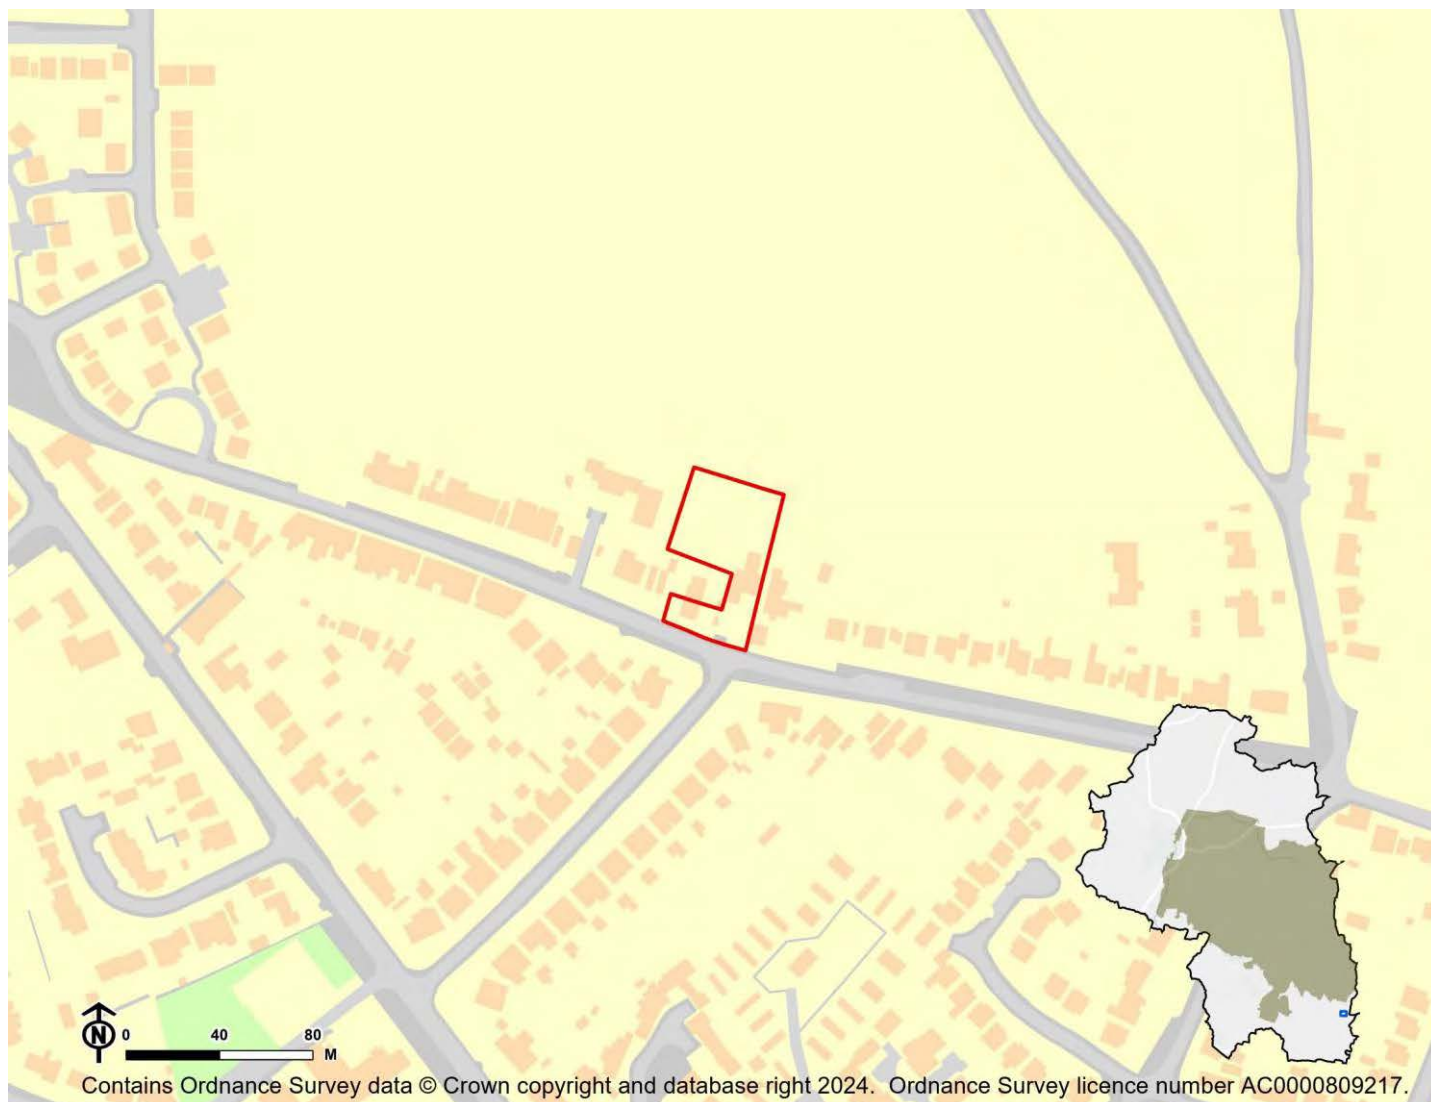 N
0 40 80
M
Contains Ordnance Survey data © Crown copyright and database right 2024. Ordnance Survey licence number AC0000809217.